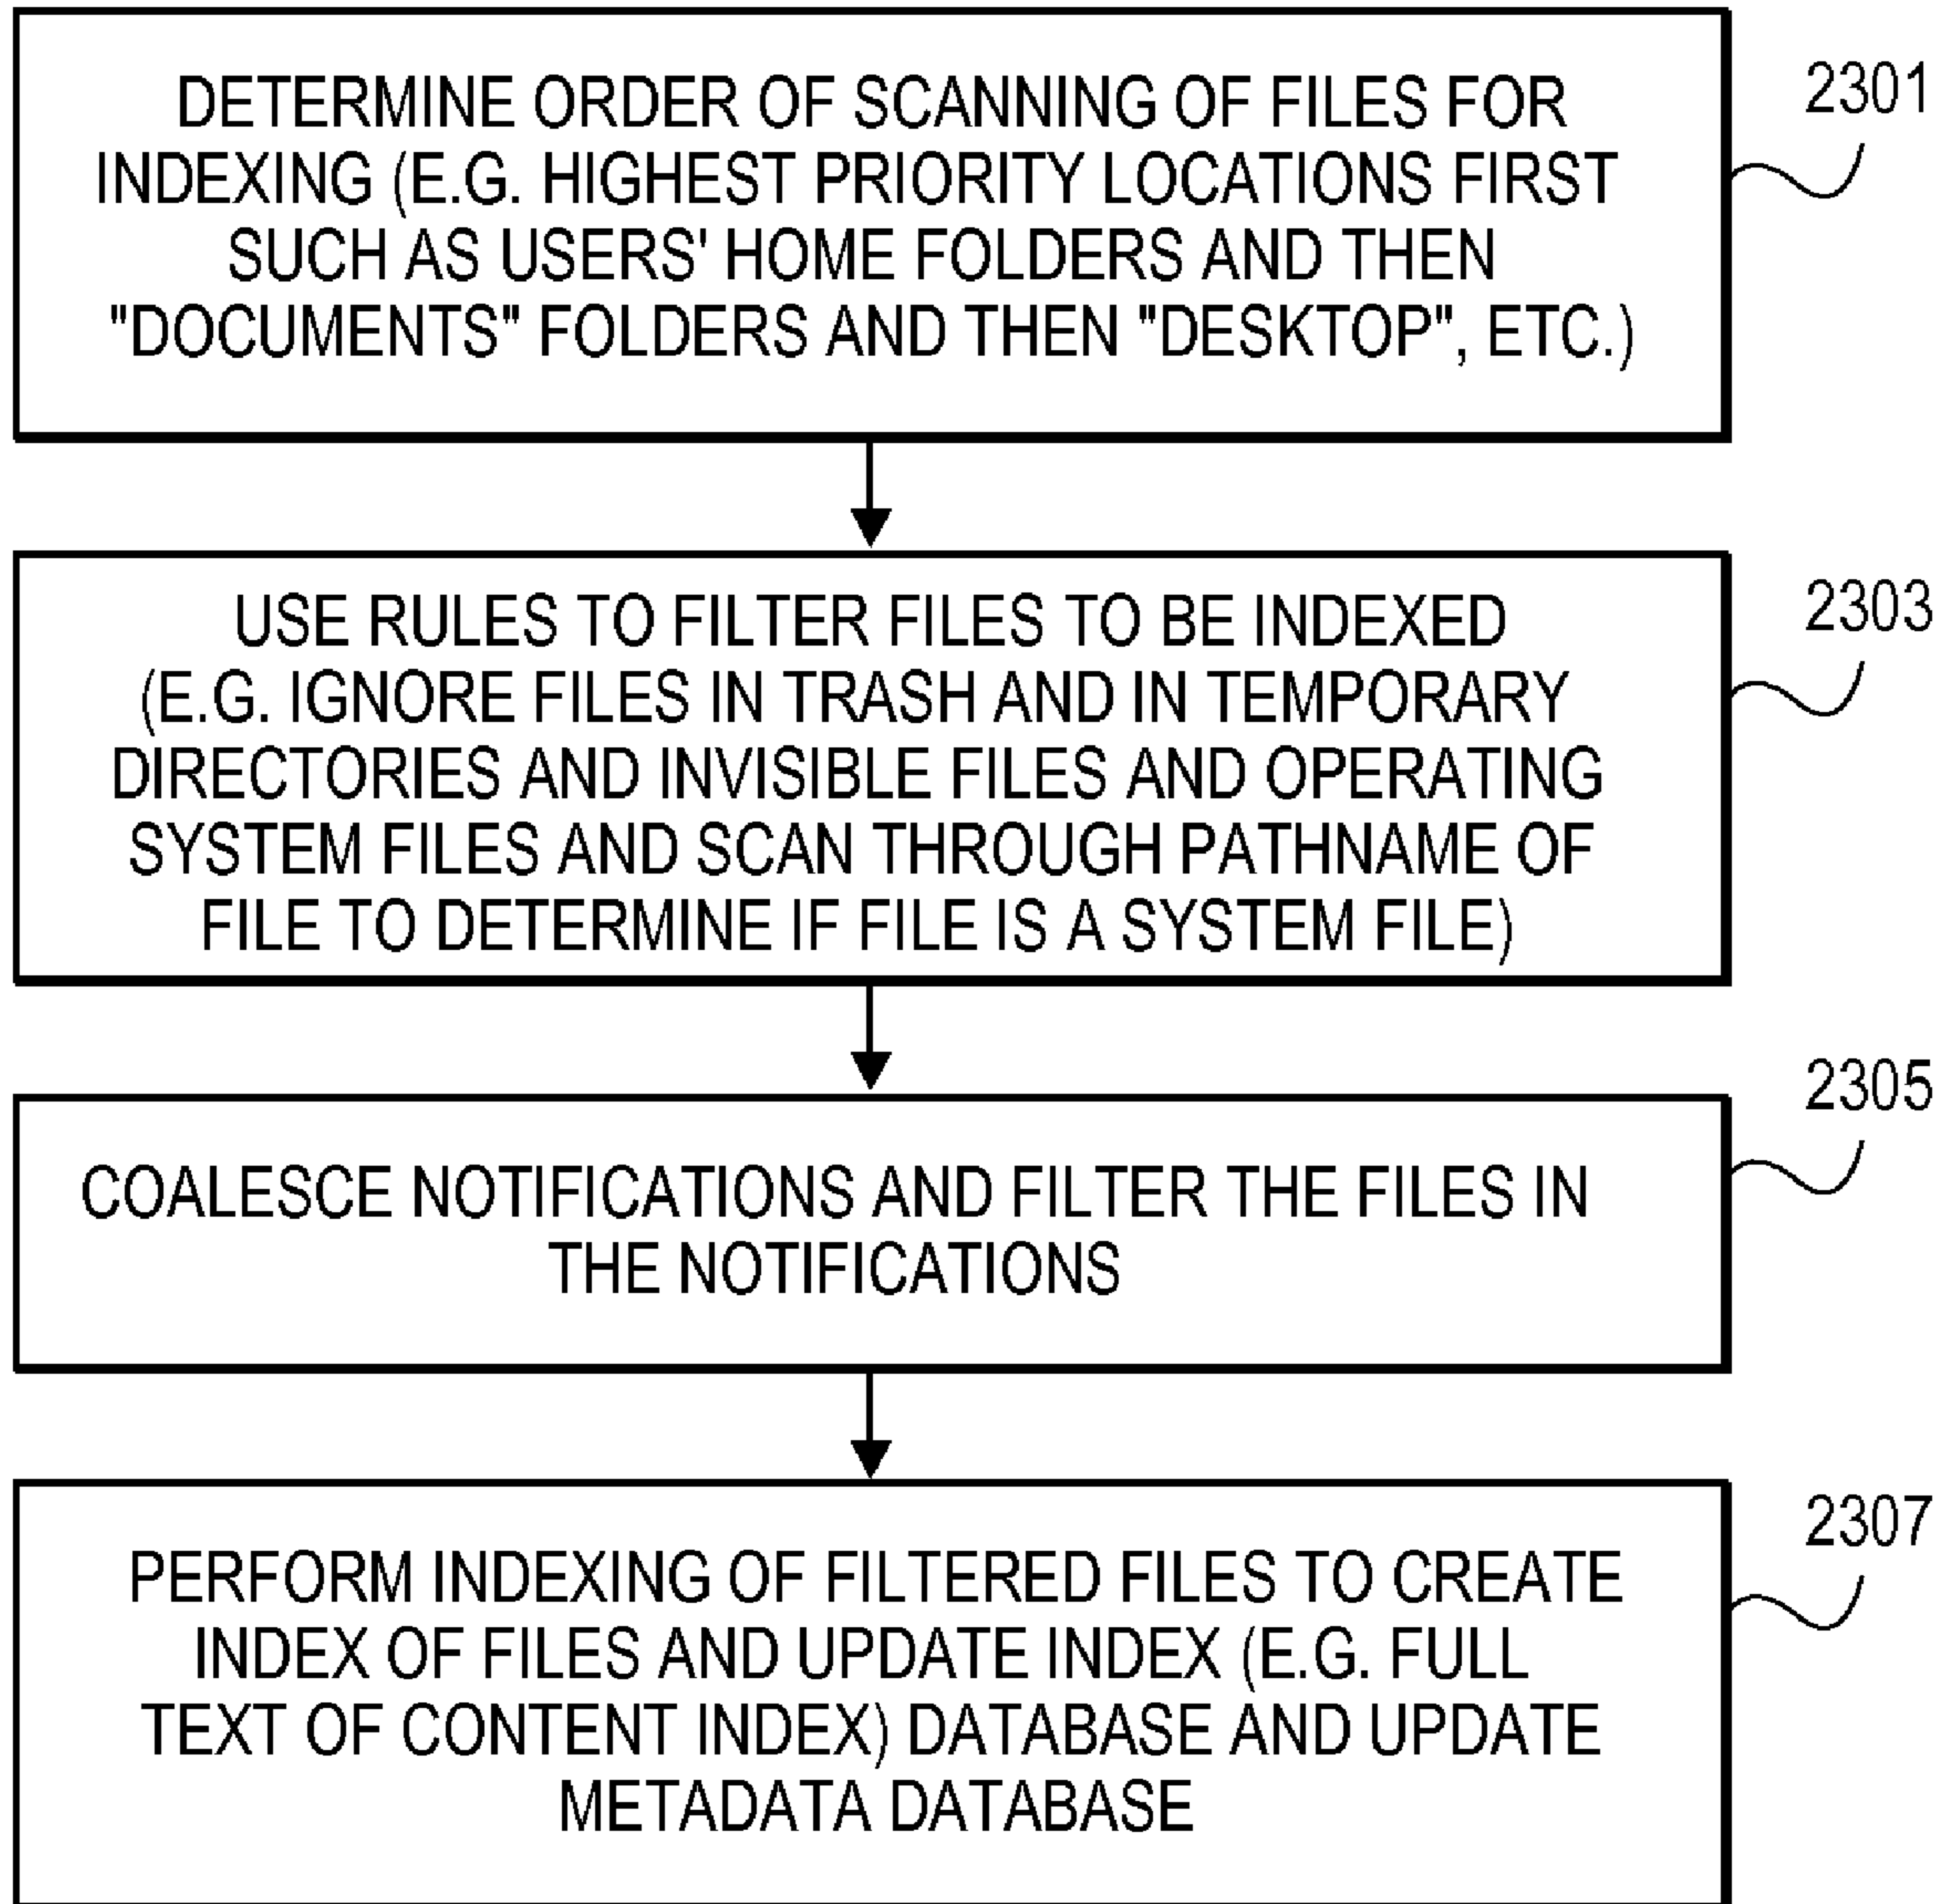 DETERMINE ORDER OF SCANNING OF FILES FOR
INDEXING (E.G. HIGHEST PRIORITY LOCATIONS FIRST
SUCH AS USERS' HOME FOLDERS AND THEN
"DOCUMENTS" FOLDERS AND THEN "DESKTOP", ETC.)
2301
USE RULES TO FILTER FILES TO BE INDEXED
(E.G. IGNORE FILES IN TRASH AND IN TEMPORARY
DIRECTORIES AND INVISIBLE FILES AND OPERATING
SYSTEM FILES AND SCAN THROUGH PATHNAME OF
FILE TO DETERMINE IF FILE IS A SYSTEM FILE)
2303
COALESCE NOTIFICATIONS AND FILTER THE FILES IN
THE NOTIFICATIONS
2305
PERFORM INDEXING OF FILTERED FILES TO CREATE
INDEX OF FILES AND UPDATE INDEX (E.G. FULL
TEXT OF CONTENT INDEX) DATABASE AND UPDATE
METADATA DATABASE
2307